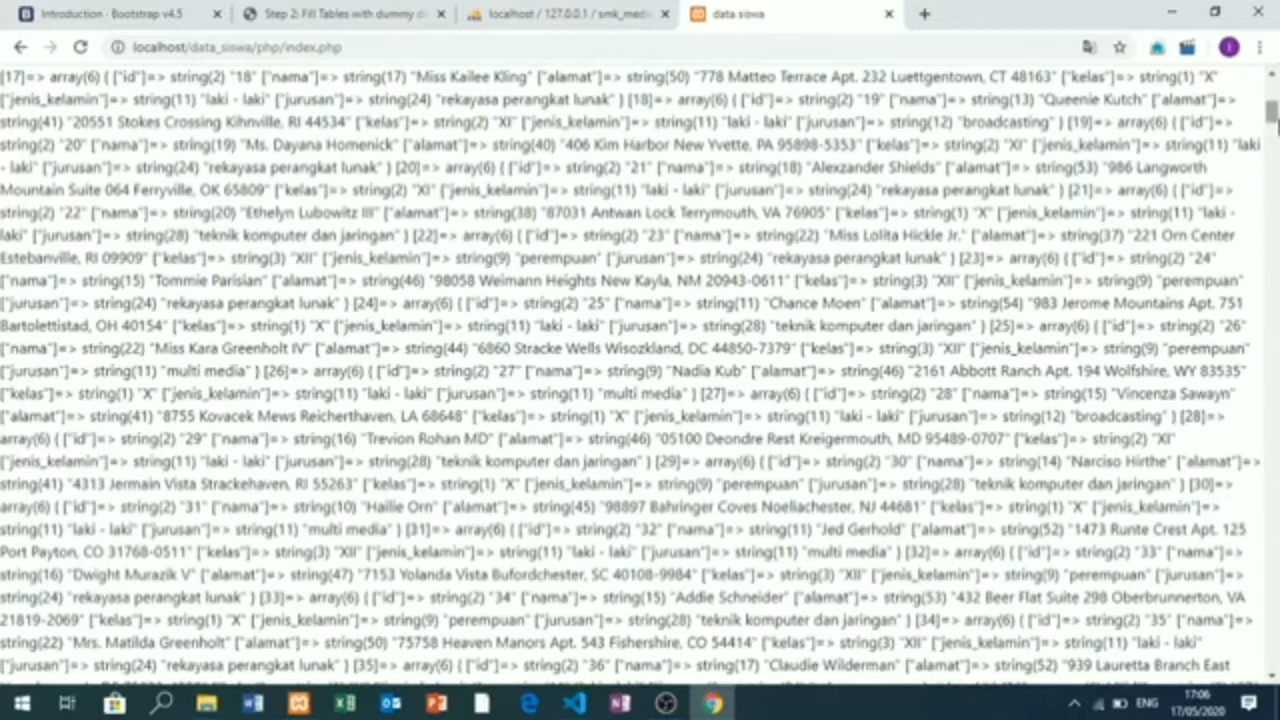 Introduction · Bootstrap v4.5
Step 2: Fill Tables with dummy d
localhost / 127.0.0.1 / smk_med
data siswa
localhost/data_siswa/php/index.php
[17]=> array(6) { ["id"]=> string(2) "18" ["nama"]=> string(17) "Miss Kailee Kling" ["alamat"]=> string(50) "778 Matteo Terrace Apt. 232 Luettgentown, CT 48163" ["kelas"]=> string(1) "X"
["jenis_kelamin"]=> string(11) "laki - laki" ["jurusan"]=> string(24) "rekayasa perangkat lunak" } [18]=> array(6) { ["id"]=> string(2) "19" ["nama"]=> string(13) "Queenie Kutch" ["alamat"]=>
string(41) "20551 Stokes Crossing Kihnville, RI 44534" ["kelas"]=> string(2) "XI" ["jenis_kelamin"]=> string(11) "laki - laki" ["jurusan"]=> string(12) "broadcasting" } [19]=> array(6) { ["id"]=>
string(2) "20" ["nama"]=> string(19) "Ms. Dayana Homenick" ["alamat"]=> string(40) "406 Kim Harbor New Yvette, PA 95898-5353" ["kelas"]=> string(2) "XI" ["jenis_kelamin"]=> string(11) "laki
- laki" ["jurusan"]=> string(24) "rekayasa perangkat lunak" } [20]=> array(6) { ["id"]=> string(2) "21" ["nama"]=> string(18) "Alexzander Shields" ["alamat"]=> string(53) "986 Langworth
Mountain Suite 064 Ferryville, OK 65809" ["kelas"]=> string(2) "XI" ["jenis_kelamin"]=> string(11) "laki - laki" ["jurusan"]=> string(24) "rekayasa perangkat lunak" } [21]=> array(6) { ["id"]=>
string(2) "22" ["nama"]=> string(20) "Ethelyn Lubowitz III" ["alamat"]=> string(38) "87031 Antwan Lock Terrymouth, VA 76905" ["kelas"]=> string(1) "X" ["jenis_kelamin"]=> string(11) "laki -
laki" ["jurusan"]=> string(28) "teknik komputer dan jaringan" } [22]=> array(6) { ["id"]=> string(2) "23" ["nama"]=> string(22) "Miss Lolita Hickle Jr." ["alamat"]=> string(37) "221 Orn Center
Estebanville, RI 09909" ["kelas"]=> string(3) "XII" ["jenis_kelamin"]=> string(9) "perempuan" ["jurusan"]=> string(24) "rekayasa perangkat lunak" } [23]=> array(6) { ["id"]=> string(2) "24"
["nama"]=> string(15) "Tommie Parisian" ["alamat"]=> string(46) "98058 Weimann Heights New Kayla, NM 20943-0611" ["kelas"]=> string(3) "XII" ["jenis_kelamin"]=> string(9) "perempuan"
["jurusan"]=> string(24) "rekayasa perangkat lunak" } [24]=> array(6) { ["id"]=> string(2) "25" ["nama"]=> string(11) "Chance Moen" ["alamat"]=> string(54) "983 Jerome Mountains Apt. 751
Bartolettistad, OH 40154" ["kelas"]=> string(1) "X" ["jenis_kelamin"]=> string(11) "laki - laki" ["jurusan"]=> string(28) "teknik komputer dan jaringan" } [25]=> array(6) { ["id"]=> string(2) "26"
["nama"]=> string(22) "Miss Kara Greenholt IV" ["alamat"]=> string(44) "6860 Stracke Wells Wisozkland, DC 44850-7379" ["kelas"]=> string(3) "XII" ["jenis_kelamin"]=> string(9) "perempuan"
["jurusan"]=> string(11) "multi media" } [26]=> array(6) { ["id"]=> string(2) "27" ["nama"]=> string(9) "Nadia Kub" ["alamat"]=> string(46) "2161 Abbott Ranch Apt. 194 Wolfshire, WY 83535"
["kelas"]=> string(1) "X" ["jenis_kelamin"]=> string(11) "laki - laki" ["jurusan"]=> string(11) "multi media" } [27]=> array(6) { ["id"]=> string(2) "28" ["nama"]=> string(15) "Vincenza Sawayn"
["alamat"]=> string(41) "8755 Kovacek Mews Reicherthaven, LA 68648" ["kelas"]=> string(1) "X" ["jenis_kelamin"]=> string(11) "laki - laki" ["jurusan"]=> string(12) "broadcasting" } [28]=>
array(6) { ["id"]=> string(2) "29" ["nama"]=> string(16) "Trevion Rohan MD" ["alamat"]=> string(46) "05100 Deondre Rest Kreigermouth, MD 95489-0707" ["kelas"]=> string(2) "XI"
["jenis_kelamin"]=> string(11) "laki - laki" ["jurusan"]=> string(28) "teknik komputer dan jaringan" } [29]=> array(6) { ["id"]=> string(2) "30" ["nama"]=> string(14) "Narciso Hirthe" ["alamat"]=>
string(41) "4313 Jermain Vista Strackehaven, RI 55263" ["kelas"]=> string(1) "X" ["jenis_kelamin"]=> string(9) "perempuan" ["jurusan"]=> string(28) "teknik komputer dan jaringan" } [30]=>
array(6) { ["id"]=> string(2) "31" ["nama"]=> string(10) "Hailie Orn" ["alamat"]=> string(45) "98897 Bahringer Coves Noeliachester, NJ 44681" ["kelas"]=> string(1) "X" ["jenis_kelamin"]=>
string(11) "laki - laki" ["jurusan"]=> string(11) "multi media" } [31]=> array(6) { ["id"]=> string(2) "32" ["nama"]=> string(11) "Jed Gerhold" ["alamat"]=> string(52) "1473 Runte Crest Apt. 125
Port Payton, CO 31768-0511" ["kelas"]=> string(3) "XII" ["jenis_kelamin"]=> string(11) "laki - laki" ["jurusan"]=> string(11) "multi media" } [32]=> array(6) { ["id"]=> string(2) "33" ["nama"]=>
string(16) "Dwight Murazik V" ["alamat"]=> string(47) "7153 Yolanda Vista Bufordchester, SC 40108-9984" ["kelas"]=> string(3) "XII" ["jenis_kelamin"]=> string(9) "perempuan" ["jurusan"]=>
string(24) "rekayasa perangkat lunak" } [33]=> array(6) { ["id"]=> string(2) "34" ["nama"]=> string(15) "Addie Schneider" ["alamat"]=> string(53) "432 Beer Flat Suite 298 Oberbrunnerton, VA
21819-2069" ["kelas"]=> string(1) "X" ["jenis_kelamin"]=> string(9) "perempuan" ["jurusan"]=> string(28) "teknik komputer dan jaringan" } [34]=> array(6) { ["id"]=> string(2) "35" ["nama"]=>
string(22) "Mrs. Matilda Greenholt" ["alamat"]=> string(50) "75758 Heaven Manors Apt. 543 Fishershire, CO 54414" ["kelas"]=> string(3) "XII" ["jenis_kelamin"]=> string(11) "laki - laki"
["jurusan"]=> string(24) "rekayasa perangkat lunak" } [35]=> array(6) { ["id"]=> string(2) "36" ["nama"]=> string(17) "Claudie Wilderman" ["alamat"]=> string(52) "939 Lauretta Branch East
ENG
17:06
17/05/2020